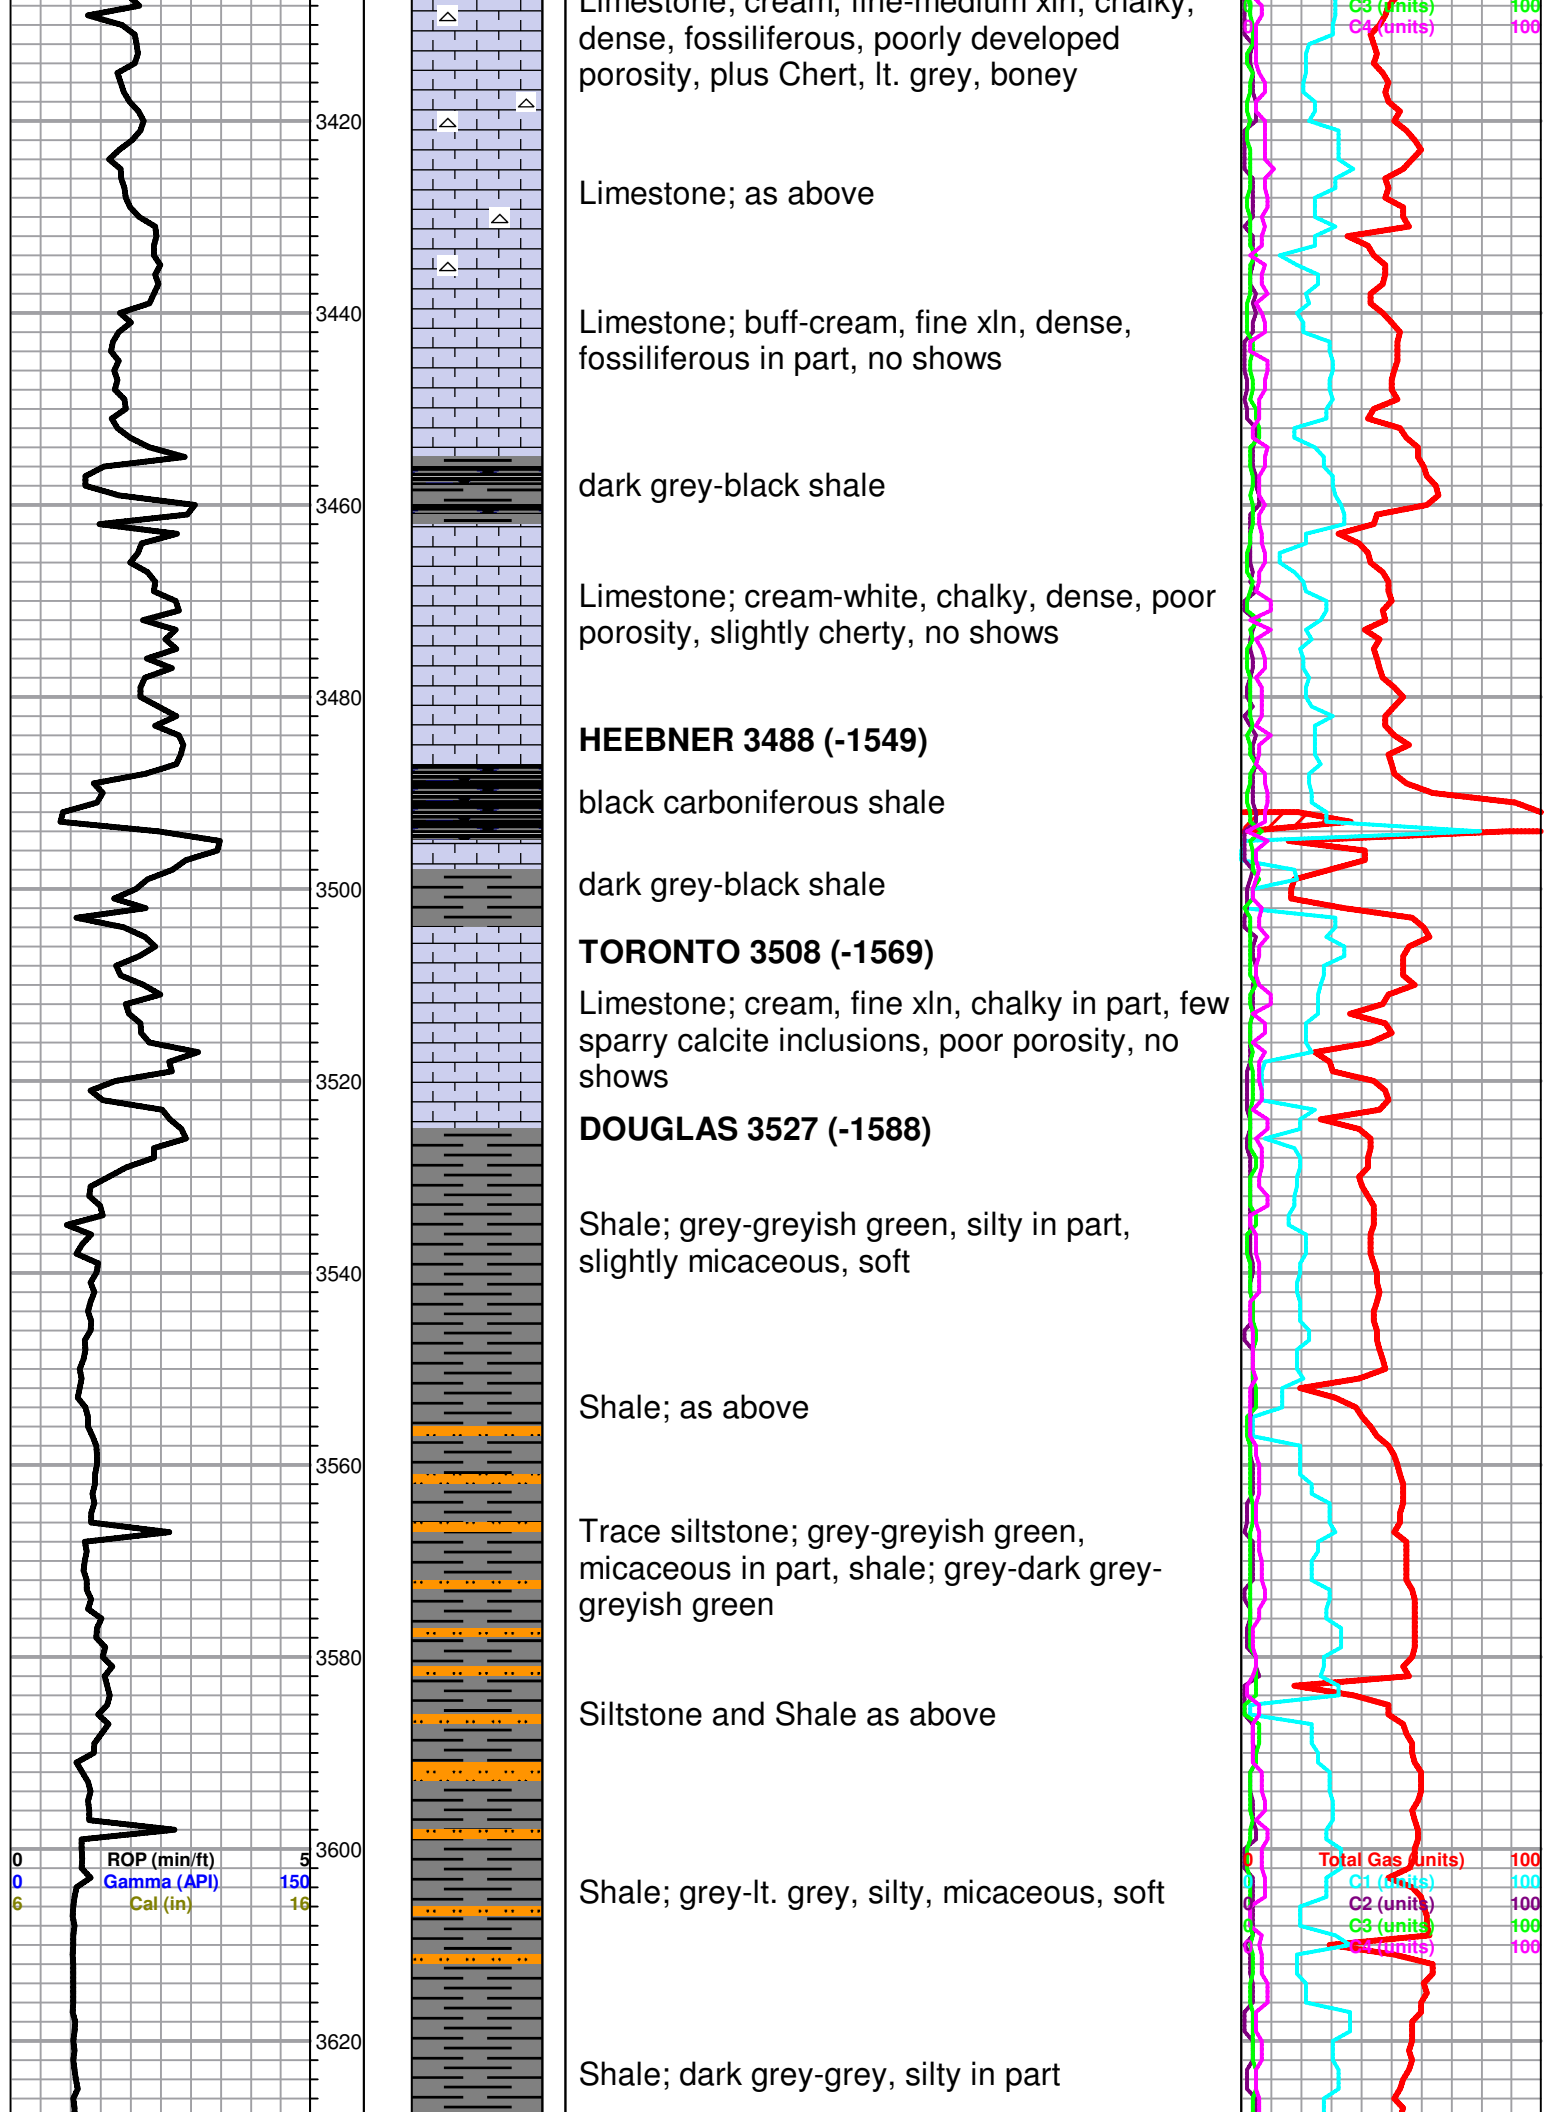 Limestone; cream, fine-medium xln, chalky,
dense, fossiliferous, poorly developed
porosity, plus Chert, lt. grey, boney
C3 (units) 100
C4 (units) 100
3420
Limestone; as above
3440
Limestone; buff-cream, fine xln, dense,
fossiliferous in part, no shows
dark grey-black shale
3460
Limestone; cream-white, chalky, dense, poor
porosity, slightly cherty, no shows
3480
HEEBNER 3488 (-1549)
black carboniferous shale
3500
dark grey-black shale
TORONTO 3508 (-1569)
Limestone; cream, fine xln, chalky in part, few
sparry calcite inclusions, poor porosity, no
shows
3520
DOUGLAS 3527 (-1588)
Shale; grey-greyish green, silty in part,
slightly micaceous, soft
3540
Shale; as above
3560
Trace siltstone; grey-greyish green,
micaceous in part, shale; grey-dark grey-
greyish green
3580
Siltstone and Shale as above
3600
0 ROP (min/ft) 5
0 Gamma (API) 150
6 Cal (in) 16
Shale; grey-lt. grey, silty, micaceous, soft
0 Total Gas (units) 100
0 C1 (units) 100
0 C2 (units) 100
0 C3 (units) 100
0 C4 (units) 100
3620
Shale; dark grey-grey, silty in part